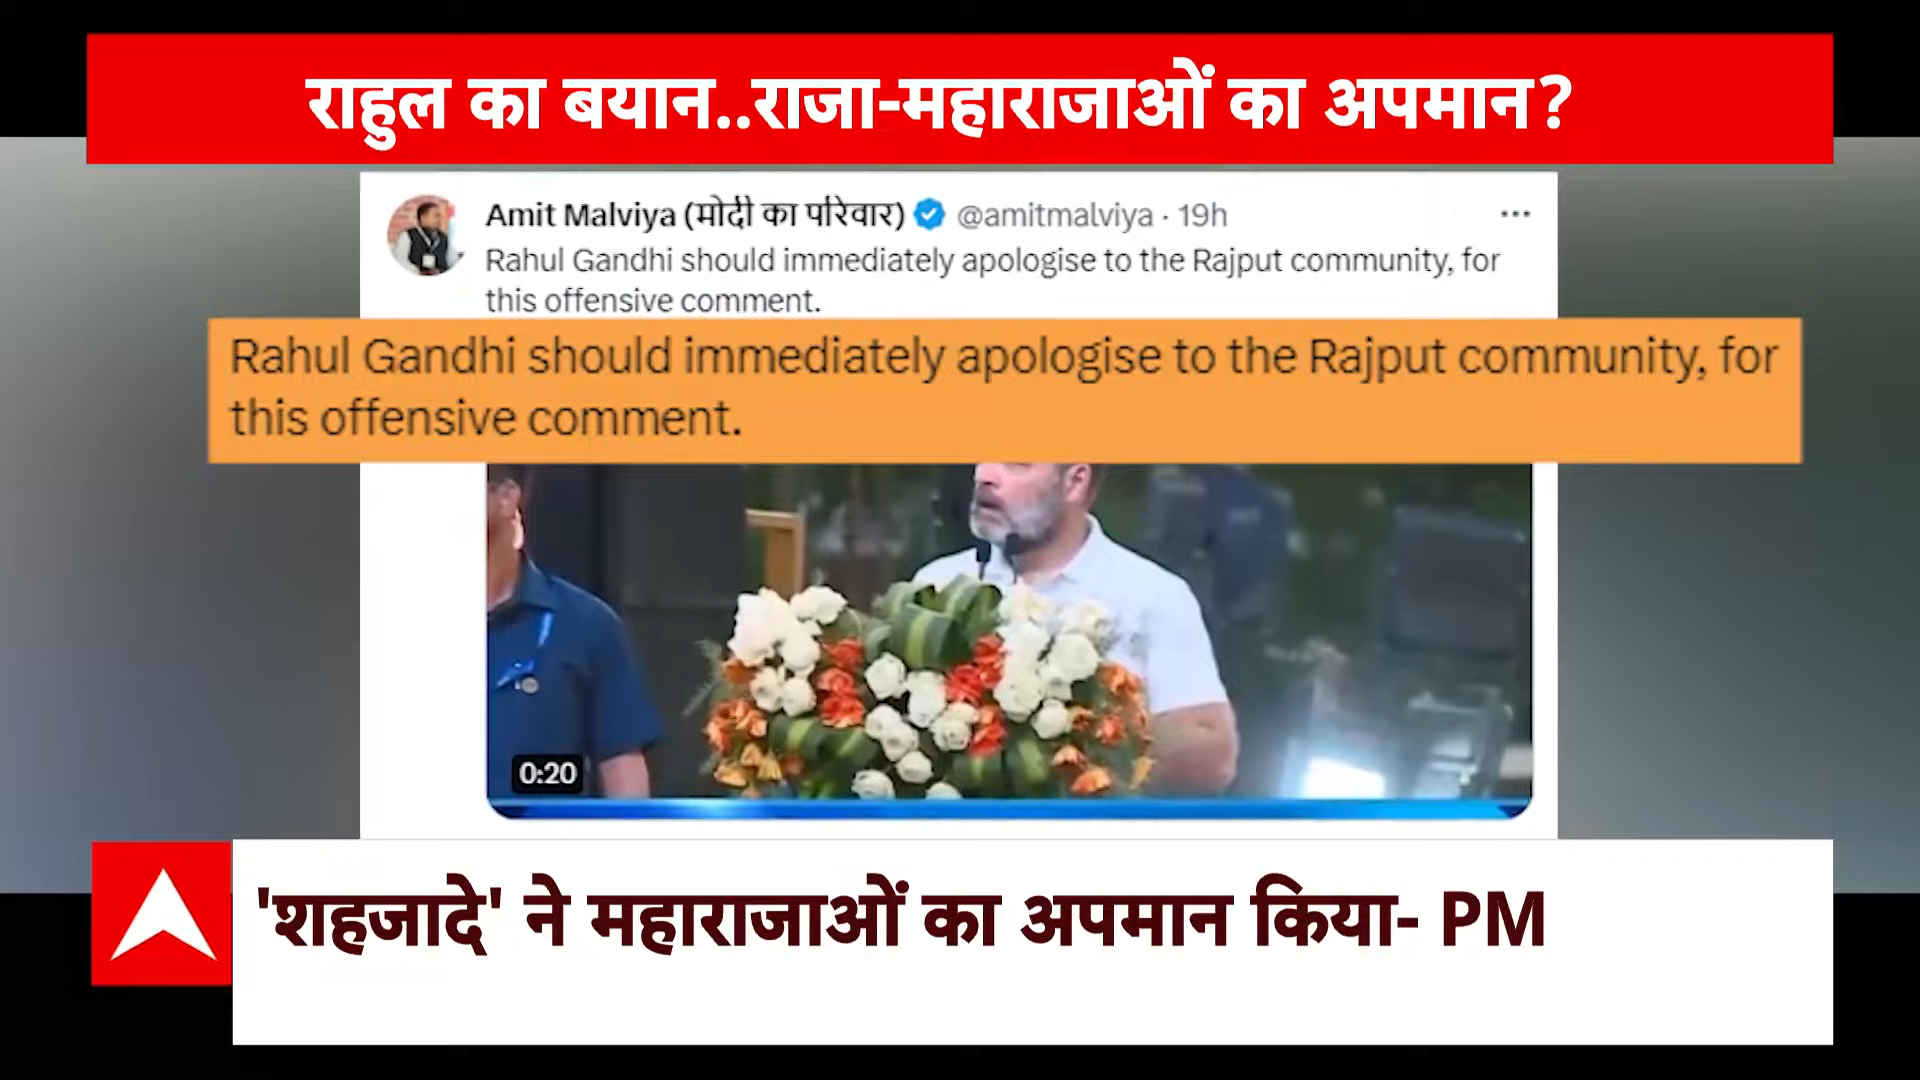 राहुल का बयान..राजा-महाराजाओं का अपमान?
Amit Malviya (मोदी का परिवार) @amitmalviya · 19h
Rahul Gandhi should immediately apologise to the Rajput community, for
this offensive comment.
Rahul Gandhi should immediately apologise to the Rajput community, for
this offensive comment.
0:20
'शहजादे' ने महाराजाओं का अपमान किया- PM